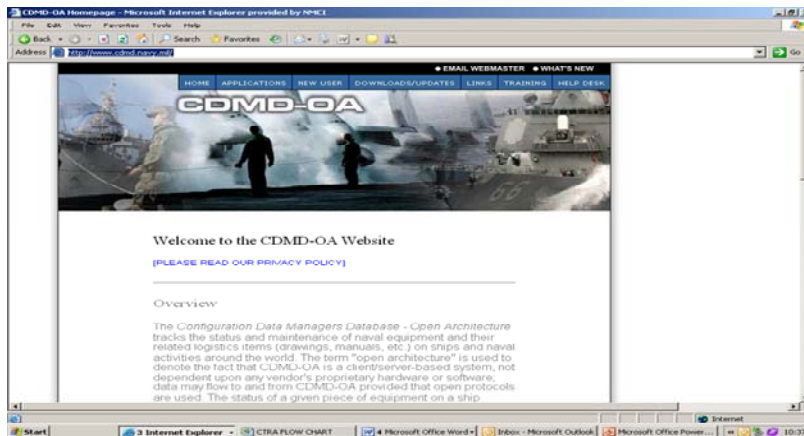 CDMD-OA Homepage - Microsoft Internet Explorer provided by NMCI
File Edit View Favorites Tools Help
Back Search Favorites
Address http://www.cdmd.navy.mil/ Go
EMAIL WEBMASTER WHAT'S NEW
HOME APPLICATIONS NEW USER DOWNLOADS/UPDATES LINKS TRAINING HELP DESK
CDMD-OA
66
Welcome to the CDMD-OA Website
[PLEASE READ OUR PRIVACY POLICY]
Overview
The Configuration Data Managers Database - Open Architecture
tracks the status and maintenance of naval equipment and their
related logistics items (drawings, manuals, etc.) on ships and naval
activities around the world. The term "open architecture" is used to
denote the fact that CDMD-OA is a client/server-based system, not
dependent upon any vendor's proprietary hardware or software;
data may flow to and from CDMD-OA provided that open protocols
are used. The status of a given piece of equipment on a ship
Internet
Start 3 Internet Explorer CTRA FLOW CHART 4 Microsoft Office Word Inbox - Microsoft Outlook Microsoft Office Power...